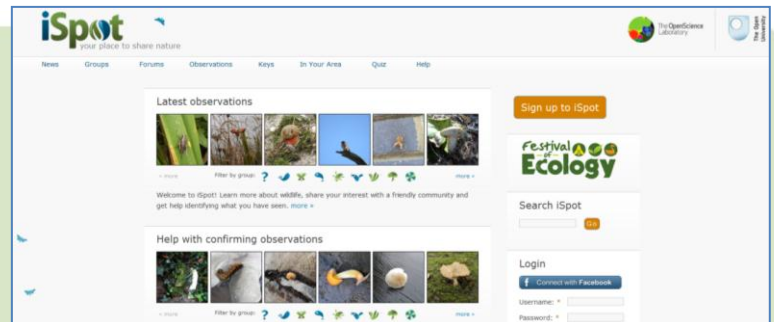 iSpot
your place to share nature
The OpenScience
Laboratory
The Open
University
News Groups Forums Observations Keys In Your Area Quiz Help
Latest observations
Filter by group:
more »
Welcome to iSpot! Learn more about wildlife, share your interest with a friendly community and
get help identifying what you have seen. more »
Help with confirming observations
« more
Filter by group:
more »
Sign up to iSpot
Festival
of
Ecology
Search iSpot
Go
Login
Connect with Facebook
Username: *
Password: *